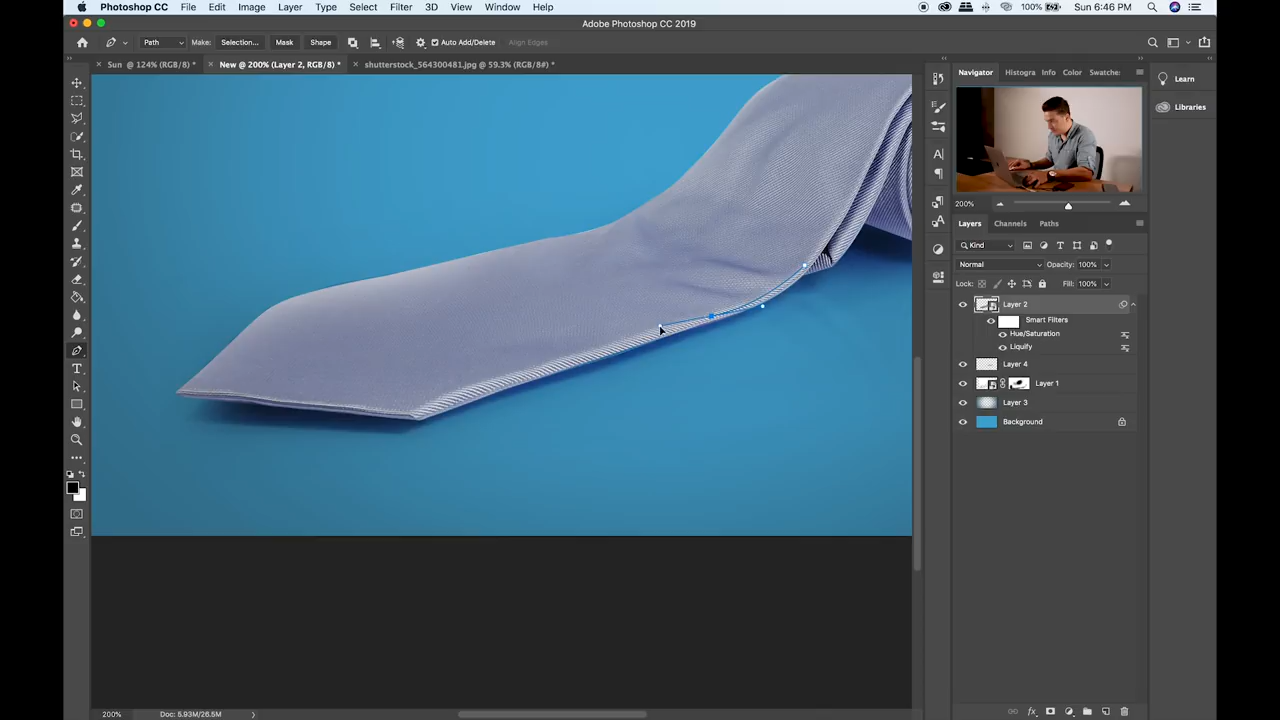 Photoshop CC File Edit Image Layer Type Select Filter 3D View Window Help 100% Sun 6:46 PM
Adobe Photoshop CC 2019
Path Make: Selection... Mask Shape Auto Add/Delete Align Edges
Sun @ 124% (RGB/8) * New @ 200% (Layer 2, RGB/8) * shutterstock_564300481.jpg @ 59.3% (RGB/8#) *
Navigator Histogra Info Color Swatche
Learn
Libraries
200%
Layers Channels Paths
Kind
Normal Opacity: 100%
Lock: Fill: 100%
Layer 2
Smart Filters
Hue/Saturation
Liquify
Layer 4
Layer 1
Layer 3
Background
200% Doc: 5.93M/26.5M